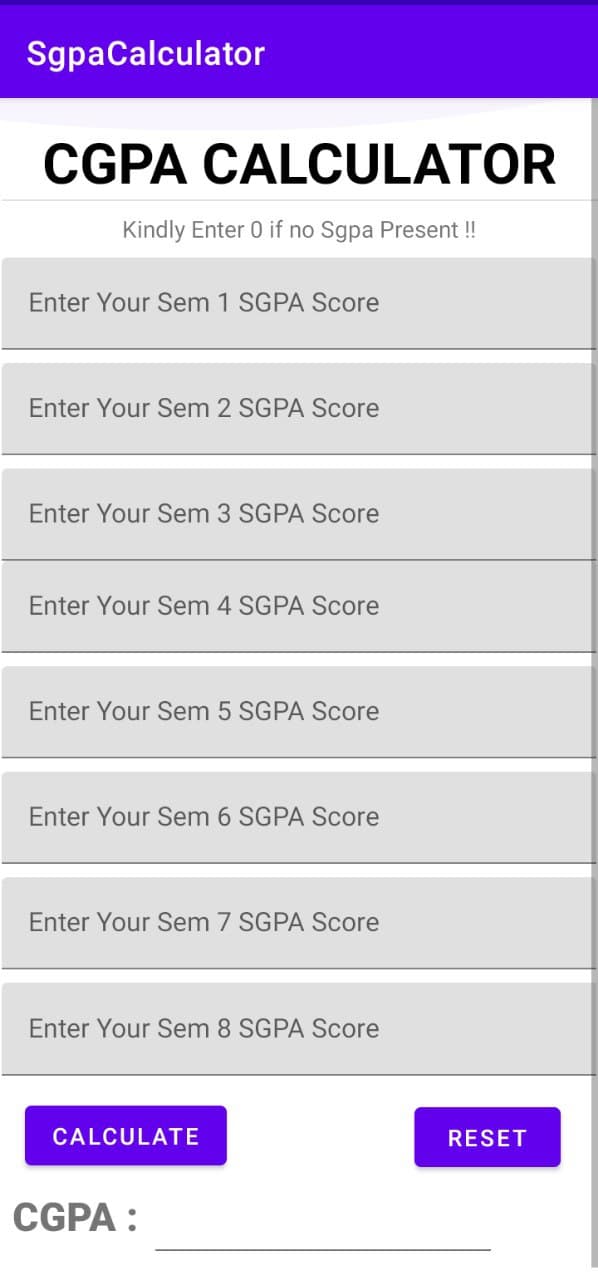 SgpaCalculator
CGPA CALCULATOR
Kindly Enter 0 if no Sgpa Present !!
Enter Your Sem 1 SGPA Score
Enter Your Sem 2 SGPA Score
Enter Your Sem 3 SGPA Score
Enter Your Sem 4 SGPA Score
Enter Your Sem 5 SGPA Score
Enter Your Sem 6 SGPA Score
Enter Your Sem 7 SGPA Score
Enter Your Sem 8 SGPA Score
CALCULATE RESET
CGPA :